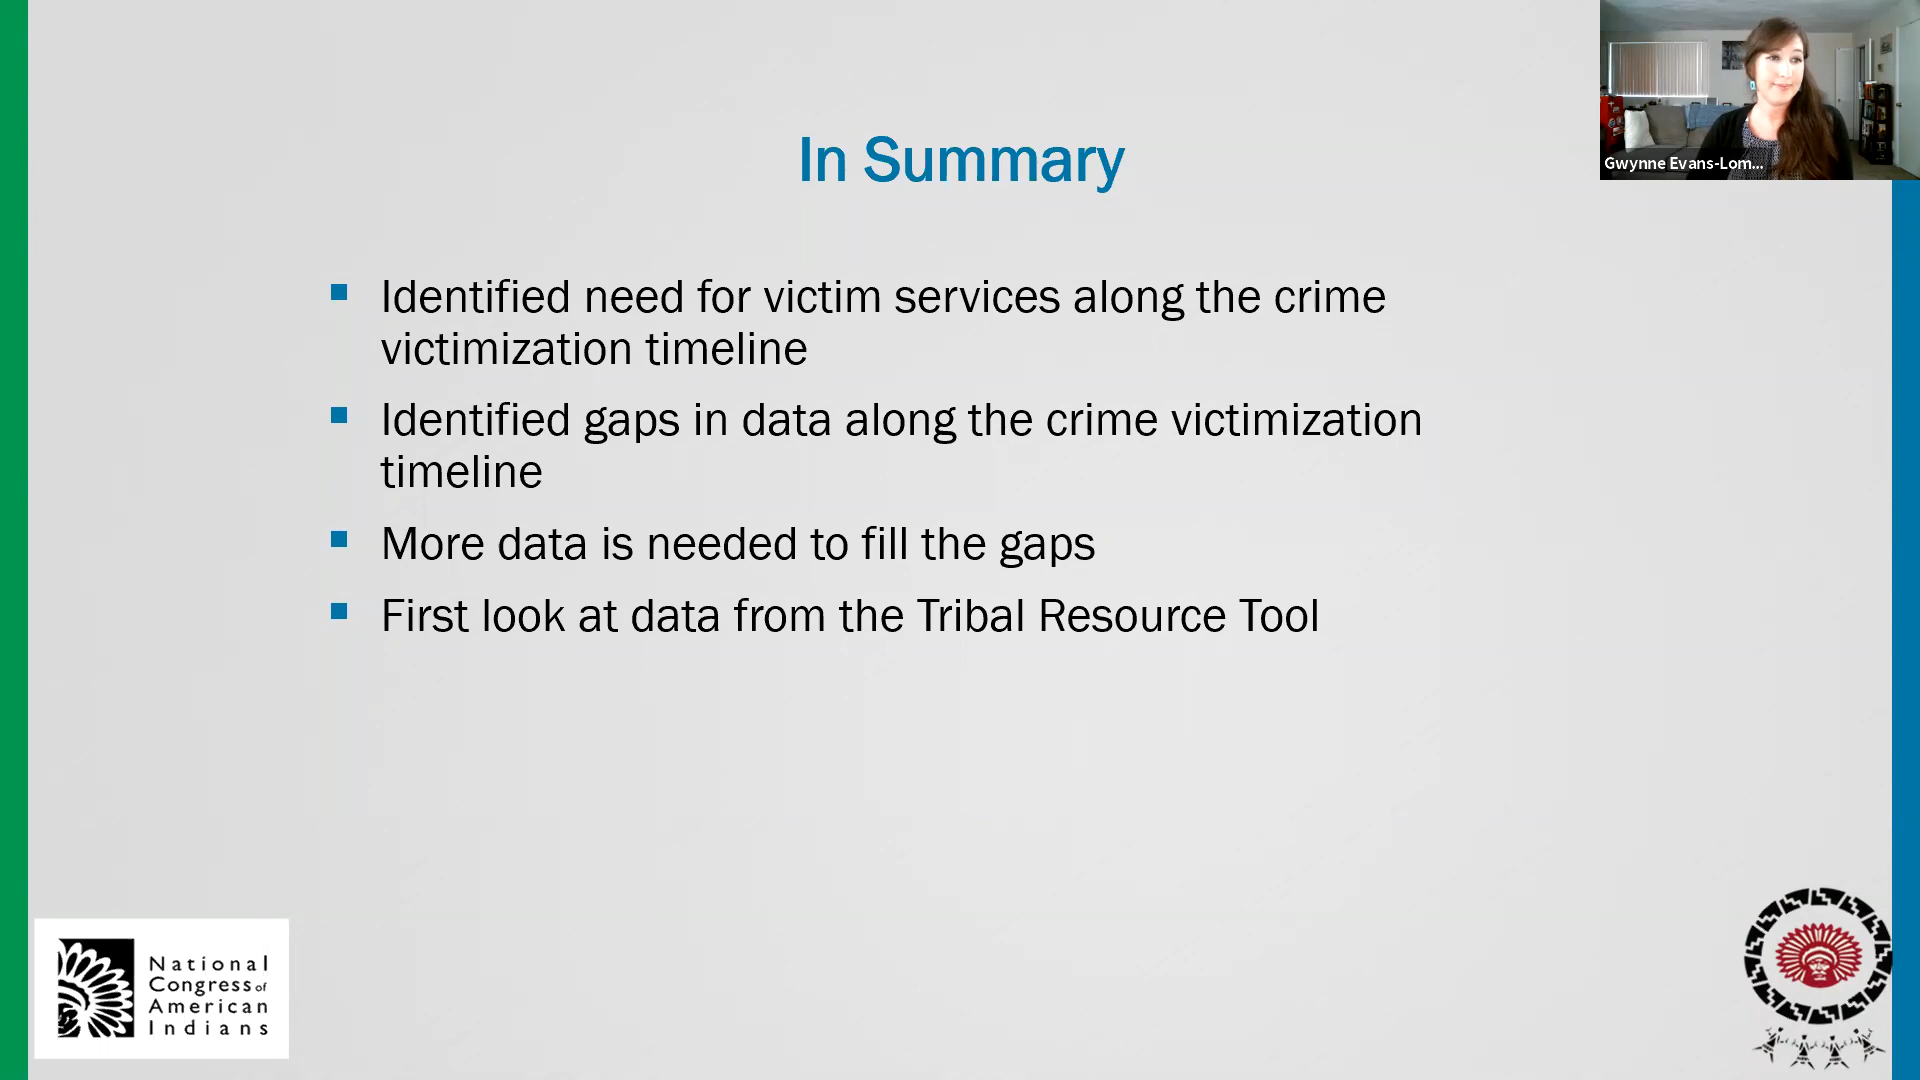 In Summary
Gwynne Evans-Lom...
▪ Identified need for victim services along the crime
victimization timeline
▪ Identified gaps in data along the crime victimization
timeline
▪ More data is needed to fill the gaps
▪ First look at data from the Tribal Resource Tool
National
Congress of
American
Indians